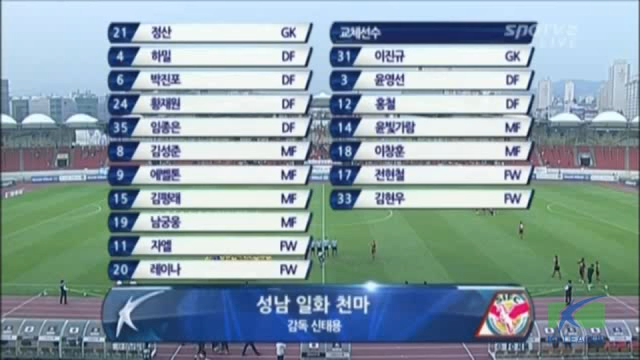 21 정산 GK
4 하밀 DF
6 박진포 DF
24 황재원 DF
35 임종은 DF
8 김성준 MF
9 에벨톤 MF
15 김평래 MF
19 남궁웅 MF
11 자엘 FW
20 레이나 FW
교체선수
31 이진규 GK
3 윤영선 DF
12 홍철 DF
14 윤빛가람 MF
18 이창훈 MF
17 전현철 FW
33 김현우 FW
성남 일화 천마
감독 신태용
LIVE